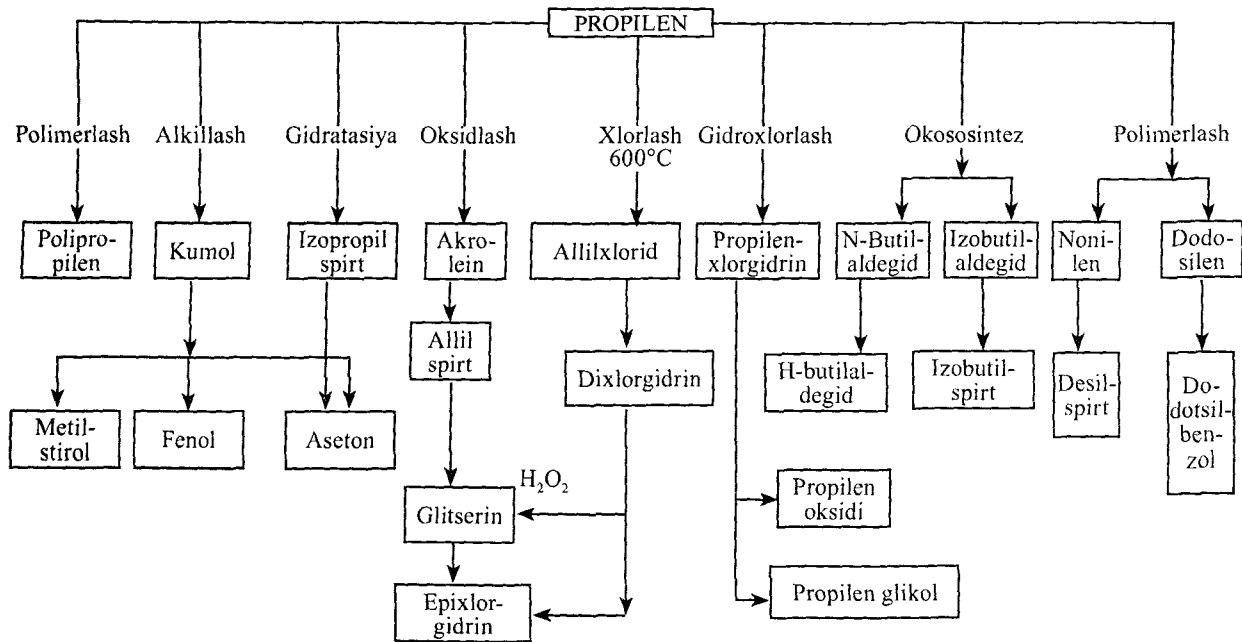 PROPILEN
Polimerlash
Alkillash
Gidratasiya
Oksidlash
Xlorlash
600°C
Gidroxlorlash
Okososintez
Polimerlash
Polipro-
pilen
Kumol
Izopropil
spirt
Akro-
lein
Allilxlorid
Propilen-
xlorgidrin
N-Butil-
aldegid
Izobutil-
aldegid
Noni-
len
Dodo-
silen
Allil
spirt
Dixlorgidrin
H-butilal-
degid
Izobutil-
spirt
Desil-
spirt
Do-
dotsil-
ben-
zol
Metil-
stirol
Fenol
Aseton
H₂O₂
Glitserin
Propilen
oksidi
Epixlor-
gidrin
Propilen glikol